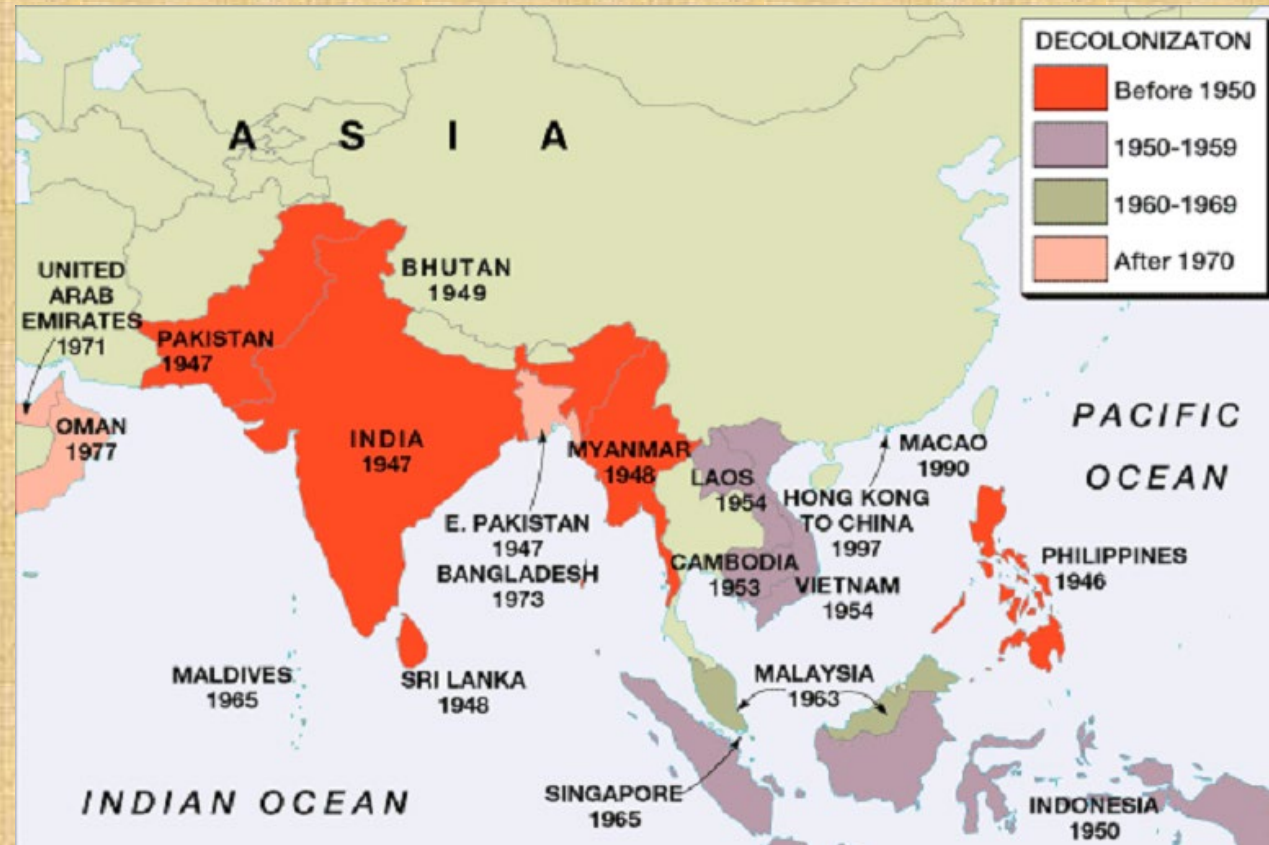 DECOLONIZATON
Before 1950
1950-1959
1960-1969
After 1970
A S I A
UNITED
ARAB
EMIRATES
1971
BHUTAN
1949
PAKISTAN
1947
OMAN
1977
INDIA
1947
MYANMAR
1948
LAOS
1954
MACAO
1990
HONG KONG
TO CHINA
1997
PACIFIC
OCEAN
E. PAKISTAN
1947
BANGLADESH
1973
CAMBODIA
1953
VIETNAM
1954
PHILIPPINES
1946
MALDIVES
1965
SRI LANKA
1948
MALAYSIA
1963
SINGAPORE
1965
INDIAN OCEAN
INDONESIA
1950